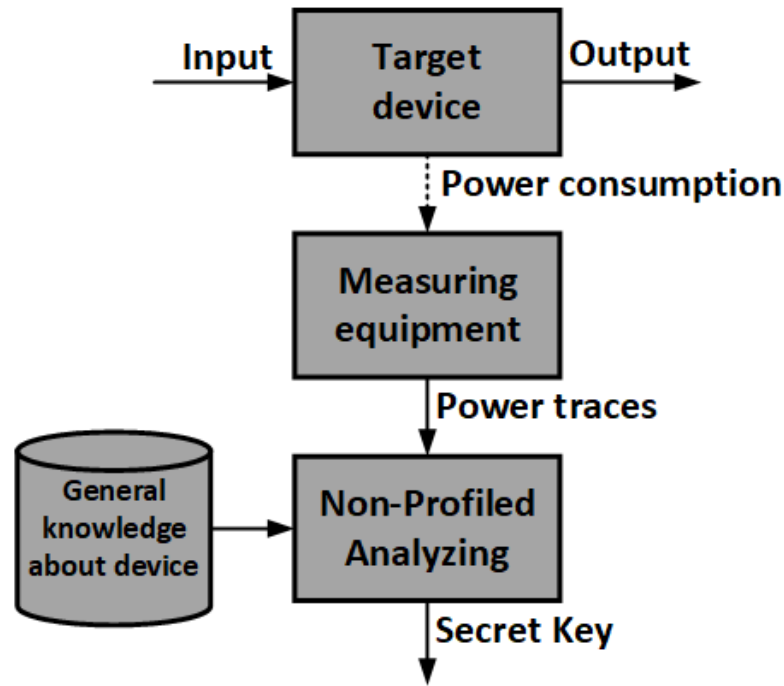 Input
Target
device
Output
Power consumption
Measuring
equipment
Power traces
General
knowledge
about device
Non-Profiled
Analyzing
Secret Key